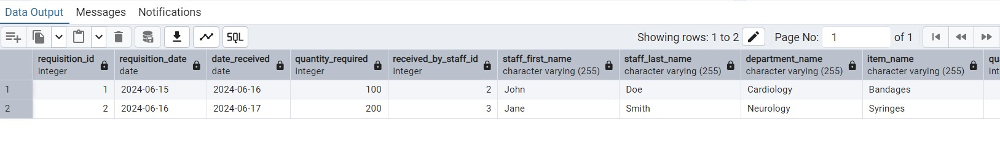 Data Output Messages Notifications
SQL Showing rows: 1 to 2 Page No: 1 of 1
requisition_id requisition_date date_received quantity_required received_by_staff_id staff_first_name staff_last_name department_name item_name qu
integer date date integer integer character varying (255) character varying (255) character varying (255) character varying (255) int
1 1 2024-06-15 2024-06-16 100 2 John Doe Cardiology Bandages
2 2 2024-06-16 2024-06-17 200 3 Jane Smith Neurology Syringes